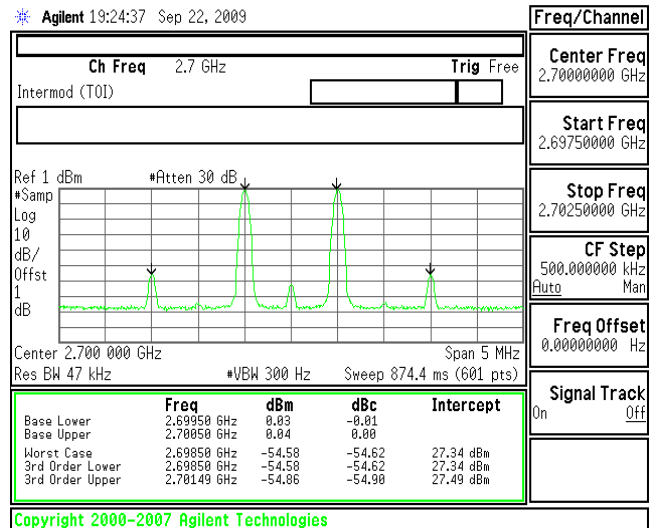 Agilent 19:24:37 Sep 22, 2009
Freq/Channel
Ch Freq 2.7 GHz Trig Free
Intermod (TOI)
Ref 1 dBm #Atten 30 dB
#Samp
Log
10
dB/
Offst
1
dB
Center 2.700 000 GHz Span 5 MHz
Res BW 47 kHz #VBW 300 Hz Sweep 874.4 ms (601 pts)
Freq dBm dBc Intercept
Base Lower 2.69950 GHz 0.03 -0.01
Base Upper 2.70050 GHz 0.04 0.00
Worst Case 2.69850 GHz -54.58 -54.62 27.34 dBm
3rd Order Lower 2.69850 GHz -54.58 -54.62 27.34 dBm
3rd Order Upper 2.70149 GHz -54.86 -54.90 27.49 dBm
Copyright 2000-2007 Agilent Technologies
Center Freq
2.70000000 GHz
Start Freq
2.69750000 GHz
Stop Freq
2.70250000 GHz
CF Step
500.000000 kHz
Auto Man
Freq Offset
0.00000000 Hz
Signal Track
On Off